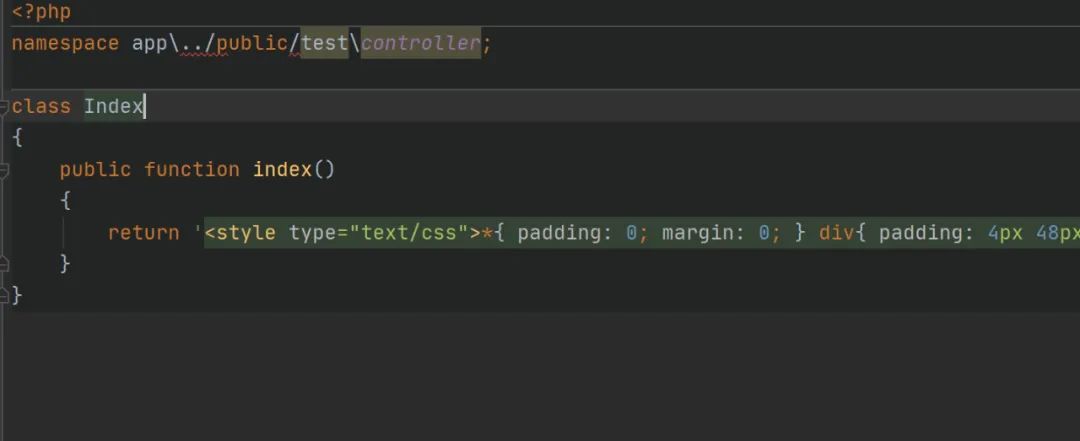 <?php
namespace app\../public/test\controller;
class Index
{
public function index()
{
return '<style type="text/css">*{ padding: 0; margin: 0; } div{ padding: 4px 48px
}
}